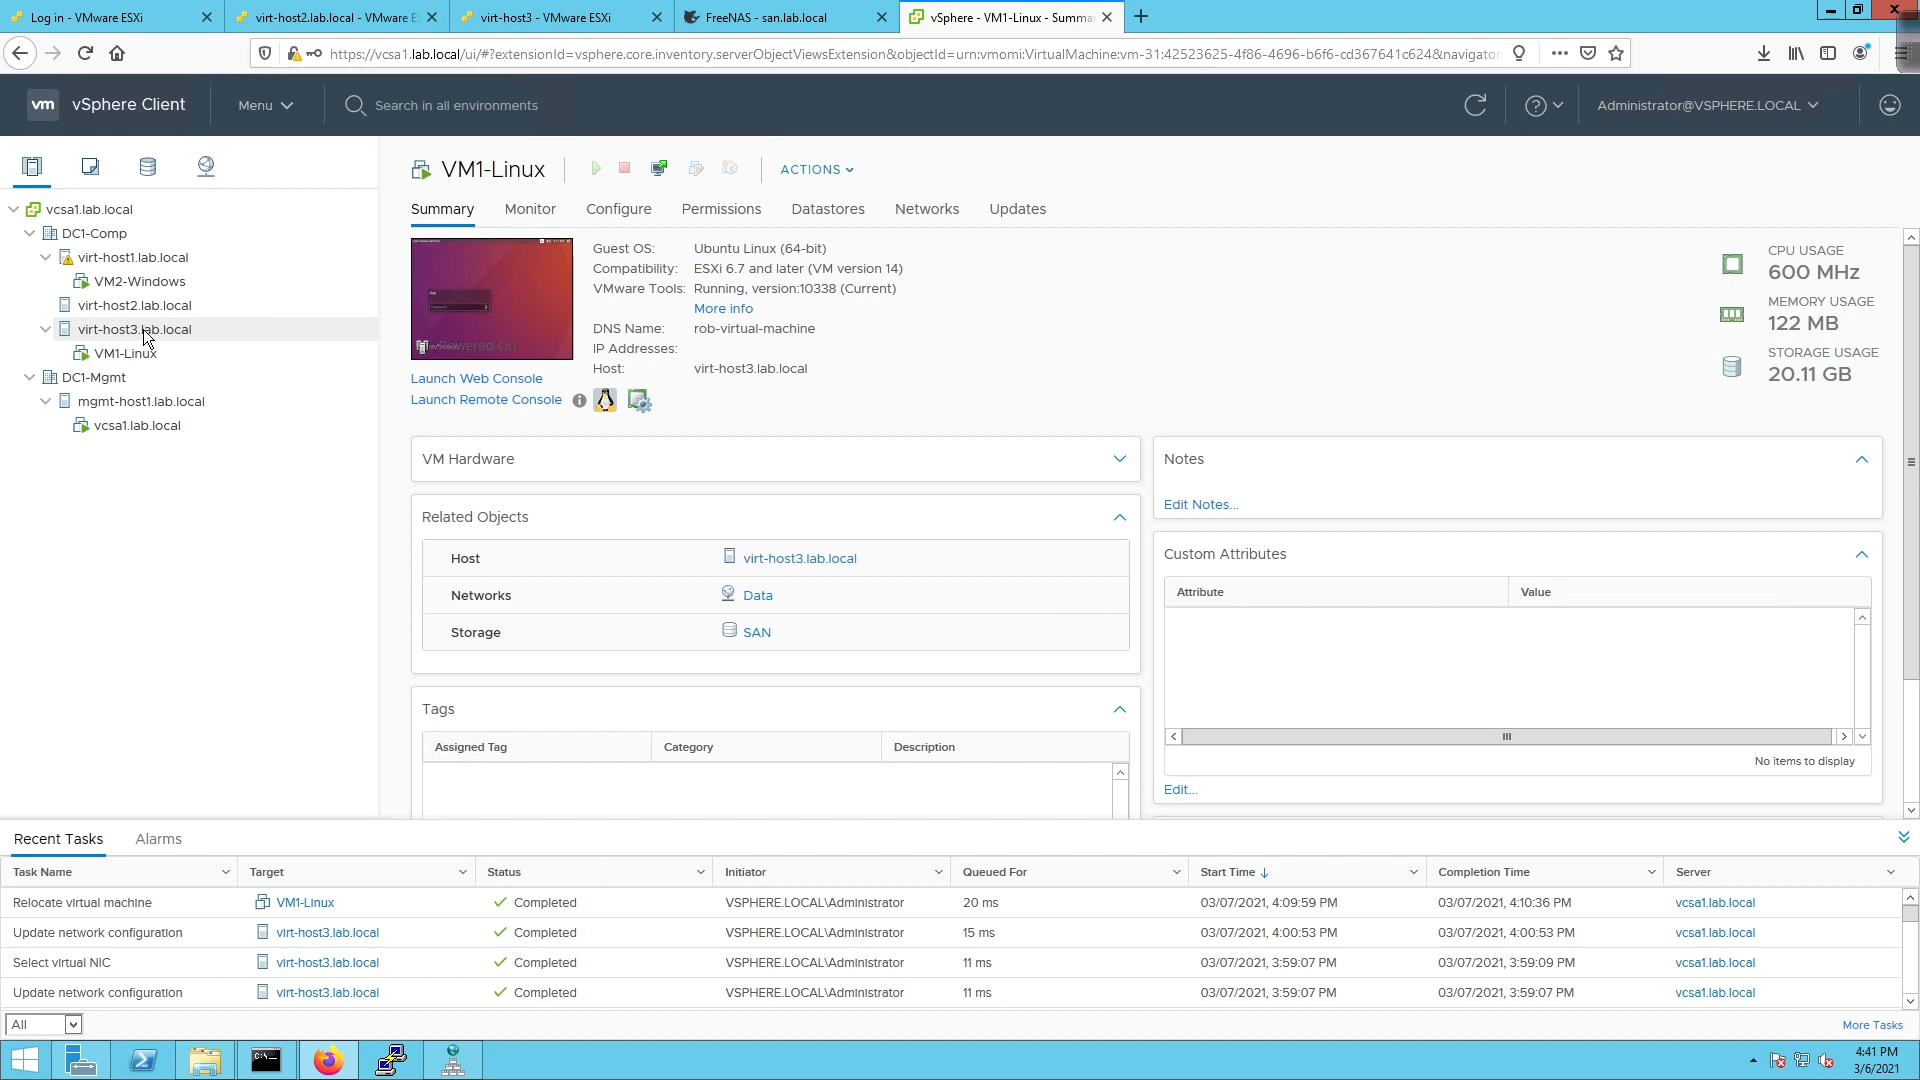 Log in - VMware ESXi
virt-host2.lab.local - VMware E
virt-host3 - VMware ESXi
FreeNAS - san.lab.local
vSphere - VM1-Linux - Summa
https://vcsa1.lab.local/ui/#?extensionId=vsphere.core.inventory.serverObjectViewsExtension&objectId=urn:vmomi:VirtualMachine:vm-31:42523625-4f86-4696-b6f6-cd367641c624&navigator
vm vSphere Client
Menu
Search in all environments
Administrator@VSPHERE.LOCAL
VM1-Linux
ACTIONS
Summary
Monitor
Configure
Permissions
Datastores
Networks
Updates
vcsa1.lab.local
DC1-Comp
virt-host1.lab.local
VM2-Windows
virt-host2.lab.local
virt-host3.lab.local
VM1-Linux
DC1-Mgmt
mgmt-host1.lab.local
vcsa1.lab.local
Powered On
Launch Web Console
Launch Remote Console
Guest OS: Ubuntu Linux (64-bit)
Compatibility: ESXi 6.7 and later (VM version 14)
VMware Tools: Running, version:10338 (Current)
More info
DNS Name: rob-virtual-machine
IP Addresses:
Host: virt-host3.lab.local
CPU USAGE
600 MHz
MEMORY USAGE
122 MB
STORAGE USAGE
20.11 GB
VM Hardware
Related Objects
Host virt-host3.lab.local
Networks Data
Storage SAN
Tags
Assigned Tag Category Description
Notes
Edit Notes...
Custom Attributes
Attribute Value
No items to display
Edit...
Recent Tasks
Alarms
Task Name Target Status Initiator Queued For Start Time Completion Time Server
Relocate virtual machine VM1-Linux Completed VSPHERE.LOCAL\Administrator 20 ms 03/07/2021, 4:09:59 PM 03/07/2021, 4:10:36 PM vcsa1.lab.local
Update network configuration virt-host3.lab.local Completed VSPHERE.LOCAL\Administrator 15 ms 03/07/2021, 4:00:53 PM 03/07/2021, 4:00:53 PM vcsa1.lab.local
Select virtual NIC virt-host3.lab.local Completed VSPHERE.LOCAL\Administrator 11 ms 03/07/2021, 3:59:07 PM 03/07/2021, 3:59:09 PM vcsa1.lab.local
Update network configuration virt-host3.lab.local Completed VSPHERE.LOCAL\Administrator 11 ms 03/07/2021, 3:59:07 PM 03/07/2021, 3:59:07 PM vcsa1.lab.local
All
More Tasks
4:41 PM
3/6/2021